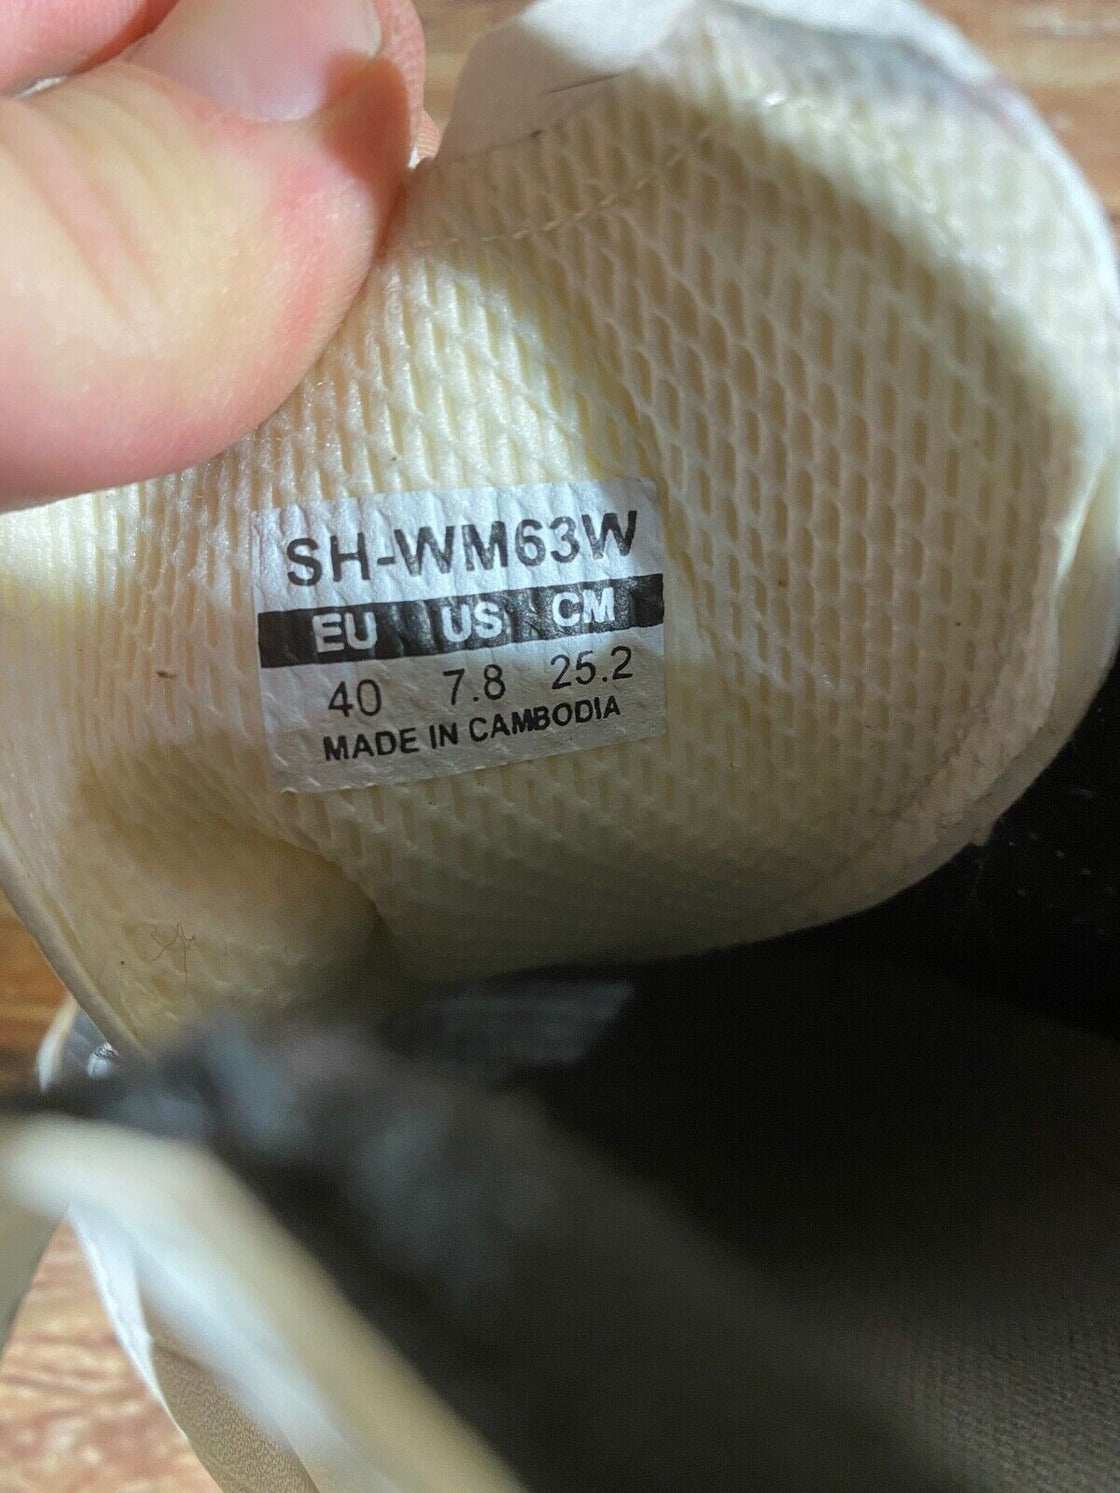 SH-WM63W
EU US CM
40 7.8 25.2
MADE IN CAMBODIA